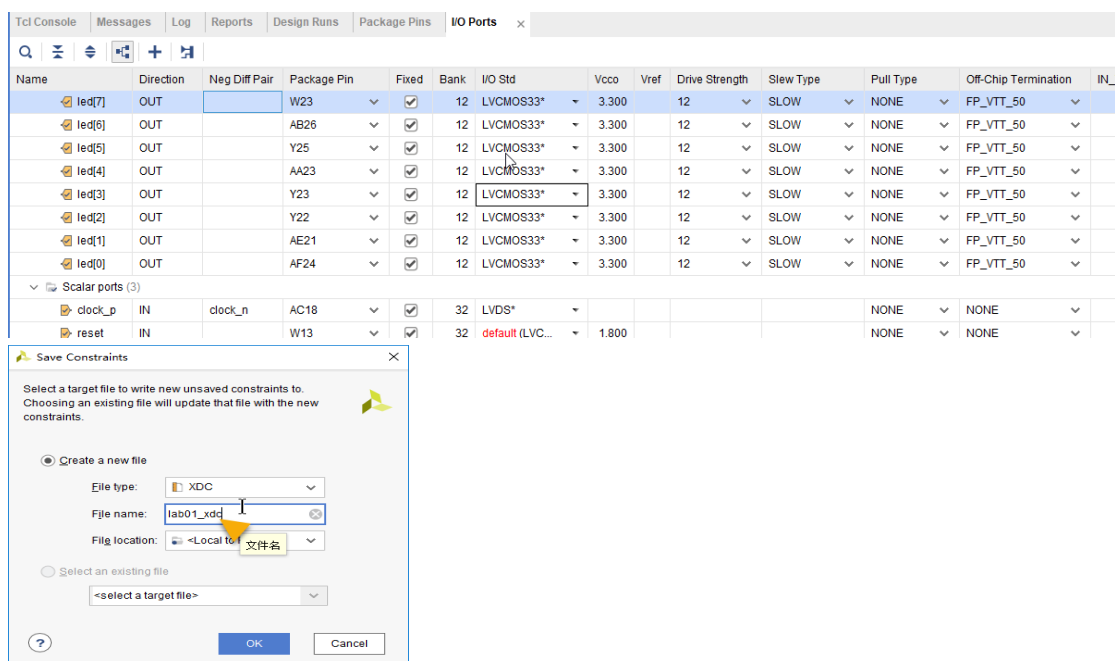 Tcl Console Messages Log Reports Design Runs Package Pins I/O Ports
Name Direction Neg Diff Pair Package Pin Fixed Bank I/O Std Vcco Vref Drive Strength Slew Type Pull Type Off-Chip Termination IN_
led[7] OUT W23 12 LVCMOS33* 3.300 12 SLOW NONE FP_VTT_50
led[6] OUT AB26 12 LVCMOS33* 3.300 12 SLOW NONE FP_VTT_50
led[5] OUT Y25 12 LVCMOS33* 3.300 12 SLOW NONE FP_VTT_50
led[4] OUT AA23 12 LVCMOS33* 3.300 12 SLOW NONE FP_VTT_50
led[3] OUT Y23 12 LVCMOS33* 3.300 12 SLOW NONE FP_VTT_50
led[2] OUT Y22 12 LVCMOS33* 3.300 12 SLOW NONE FP_VTT_50
led[1] OUT AE21 12 LVCMOS33* 3.300 12 SLOW NONE FP_VTT_50
led[0] OUT AF24 12 LVCMOS33* 3.300 12 SLOW NONE FP_VTT_50
Scalar ports (3)
clock_p IN clock_n AC18 32 LVDS* NONE NONE
reset IN W13 32 default (LVC... 1.800 NONE NONE
Save Constraints
Select a target file to write new unsaved constraints to.
Choosing an existing file will update that file with the new
constraints.
Create a new file
File type: XDC
File name: lab01_xdc
File location: <Local to
文件名
Select an existing file
<select a target file>
? OK Cancel